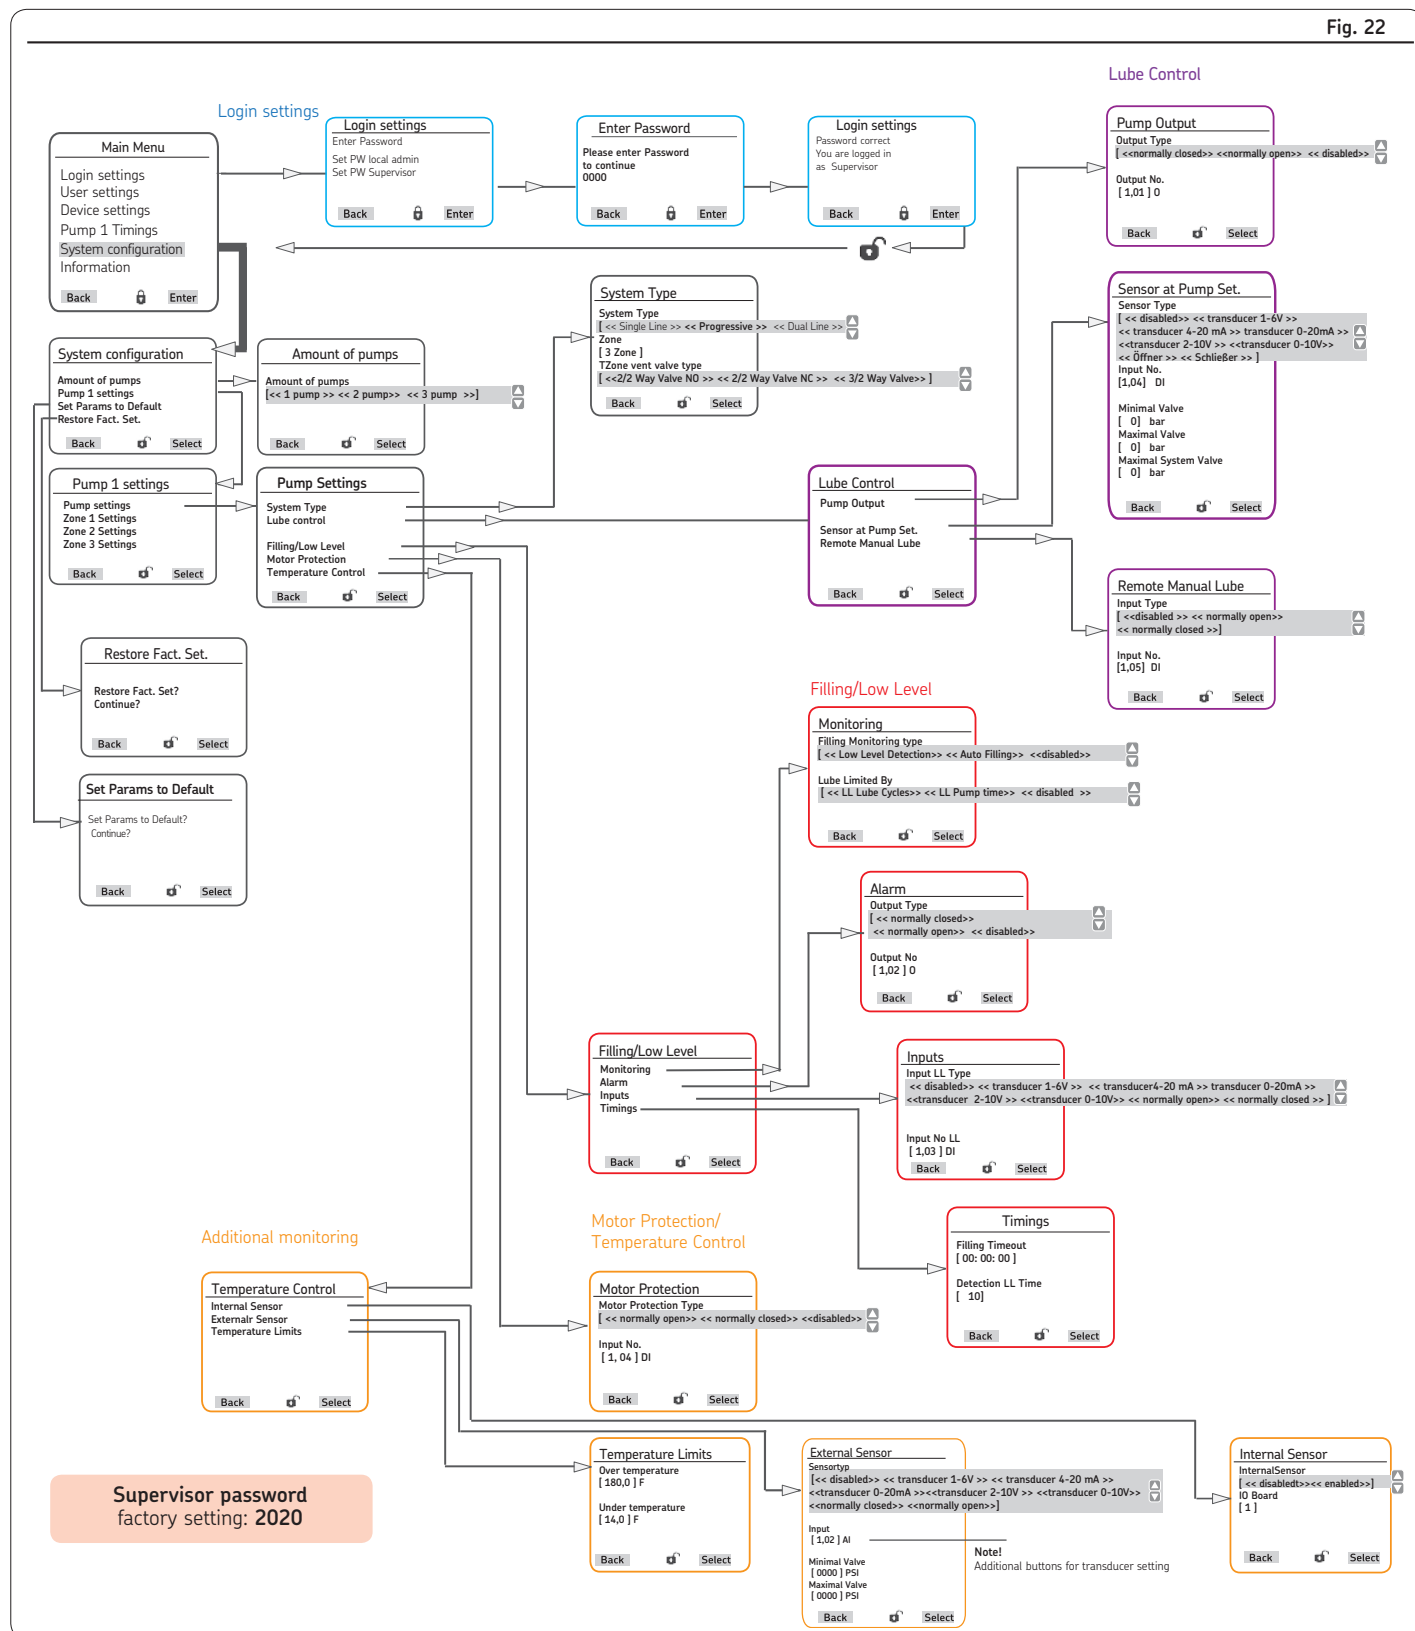 Fig. 22
Lube Control
Login settings
Main Menu
Login settings
User settings
Device settings
Pump 1 Timings
System configuration
Information
Back Enter
Login settings
Enter Password
Set PW local admin
Set PW Supervisor
Back Enter
Enter Password
Please enter Password
to continue
0000
Back Enter
Login settings
Password correct
You are logged in
as Supervisor
Back Enter
Pump Output
Output Type
[ <<normally closed>> <<normally open>> << disabled>>
Output No.
[ 1,01 ] O
Back Select
System Type
System Type
[ << Single Line >> << Progressive >> << Dual Line >>
Zone
[ 3 Zone ]
TZone vent valve type
[ <<2/2 Way Valve NO >> << 2/2 Way Valve NC >> << 3/2 Way Valve>> ]
Back Select
Sensor at Pump Set.
Sensor Type
[ << disabled>> << transducer 1-6V >>
<< transducer 4-20 mA >> transducer 0-20mA >>
<<transducer 2-10V >> <<transducer 0-10V>>
<< Öffner >> << Schließer >> ]
Input No.
[1,04] DI
Minimal Valve
[ 0] bar
Maximal Valve
[ 0] bar
Maximal System Valve
[ 0] bar
Back Select
System configuration
Amount of pumps
Pump 1 settings
Set Params to Default
Restore Fact. Set.
Back Select
Amount of pumps
Amount of pumps
[<< 1 pump >> << 2 pump>> << 3 pump >>]
Back Select
Pump 1 settings
Pump settings
Zone 1 Settings
Zone 2 Settings
Zone 3 Settings
Back Select
Pump Settings
System Type
Lube control
Filling/Low Level
Motor Protection
Temperature Control
Back Select
Lube Control
Pump Output
Sensor at Pump Set.
Remote Manual Lube
Back Select
Remote Manual Lube
Input Type
[ <<disabled >> << normally open>>
<< normally closed >>]
Input No.
[1,05] DI
Back Select
Restore Fact. Set.
Restore Fact. Set?
Continue?
Back Select
Set Params to Default
Set Params to Default?
Continue?
Back Select
Filling/Low Level
Monitoring
Filling Monitoring type
[ << Low Level Detection>> << Auto Filling>> <<disabled>>
Lube Limited By
[ << LL Lube Cycles>> << LL Pump time>> << disabled >>
Back Select
Alarm
Output Type
[ << normally closed>>
<< normally open>> << disabled>>
Output No
[ 1,02 ] O
Back Select
Filling/Low Level
Monitoring
Alarm
Inputs
Timings
Back Select
Inputs
Input LL Type
<< disabled>> << transducer 1-6V >> << transducer4-20 mA >> transducer 0-20mA >>
<<transducer 2-10V >> <<transducer 0-10V>> << normally open>> << normally closed >> ]
Input No LL
[ 1,03 ] DI
Back Select
Timings
Filling Timeout
[ 00: 00: 00 ]
Detection LL Time
[ 10]
Back Select
Additional monitoring
Temperature Control
Internal Sensor
Externalr Sensor
Temperature Limits
Back Select
Motor Protection/
Temperature Control
Motor Protection
Motor Protection Type
[ << normally open>> << normally closed>> <<disabled>>
Input No.
[ 1, 04 ] DI
Back Select
Temperature Limits
Over temperature
[ 180,0 ] F
Under temperature
[ 14,0 ] F
Back Select
External Sensor
Sensortyp
[<< disabled>> << transducer 1-6V >> << transducer 4-20 mA >>
<<transducer 0-20mA >><<transducer 2-10V >> <<transducer 0-10V>>
<<normally closed>> <<normally open>>]
Input
[ 1,02 ] AI
Minimal Valve
[ 0000 ] PSI
Maximal Valve
[ 0000 ] PSI
Back Select
Note!
Additional buttons for transducer setting
Internal Sensor
InternalSensor
[ << disabledt>><< enabled>>]
IO Board
[ 1 ]
Back Select
Supervisor password
factory setting: 2020